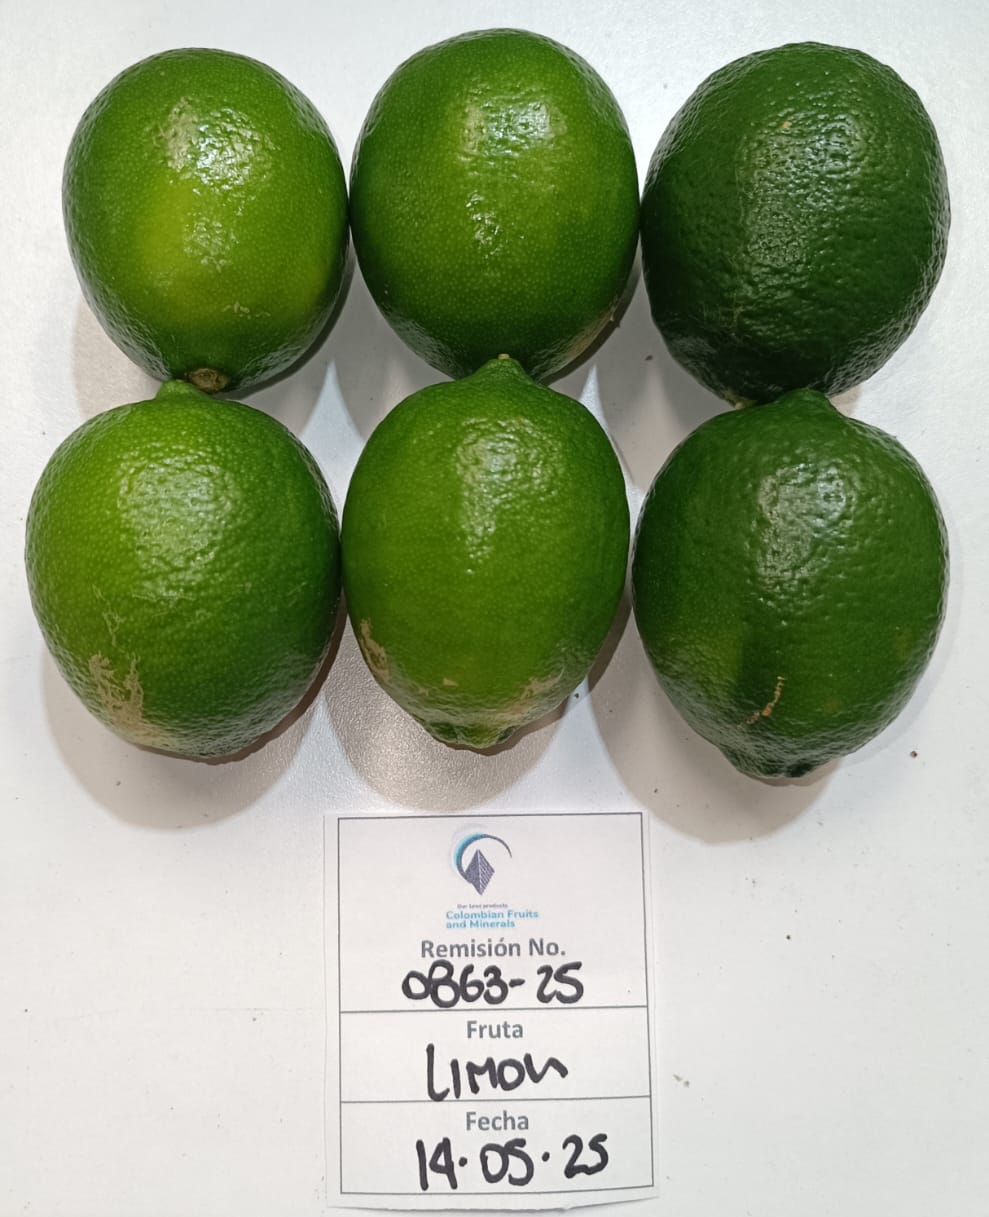 Our best products
Colombian Fruits
and Minerals
Remisión No.
0863-25
Fruta
LIMON
Fecha
14.05.25